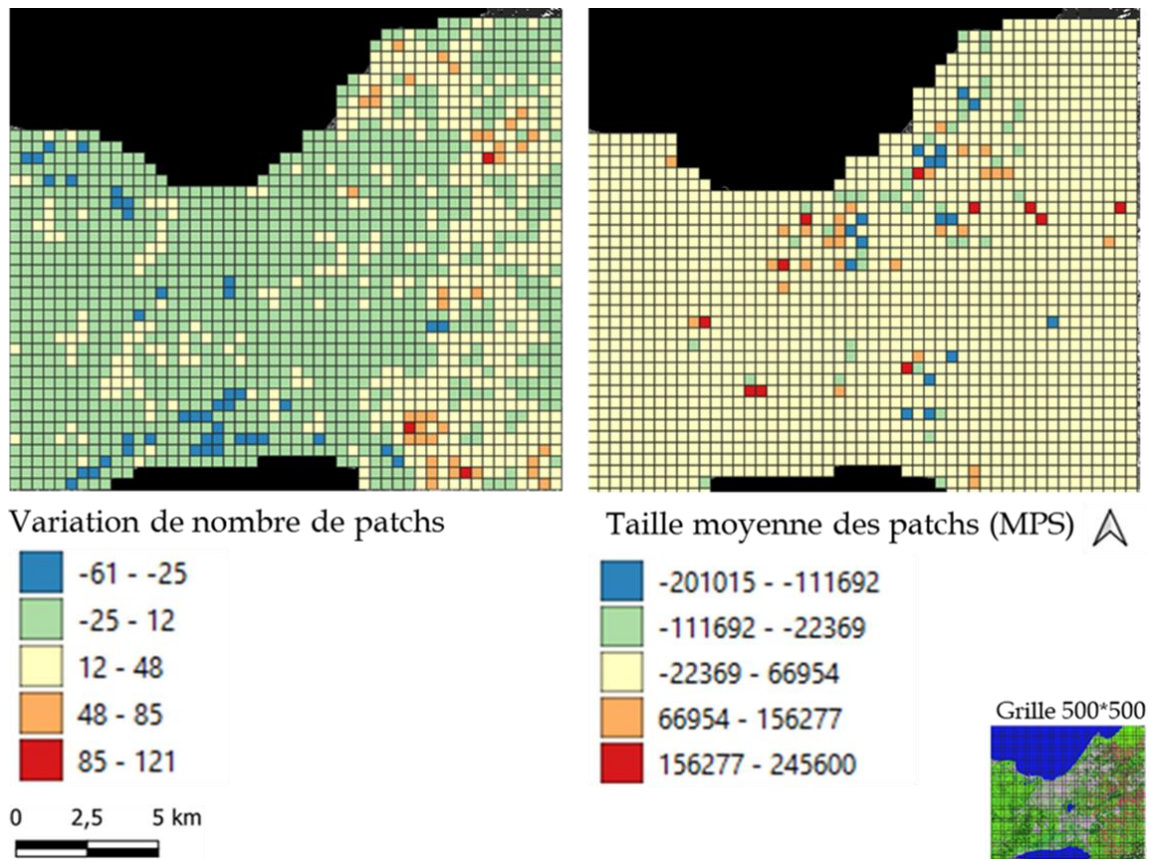 Variation de nombre de patchs
-61 - -25
-25 - 12
12 - 48
48 - 85
85 - 121
0 2,5 5 km
Taille moyenne des patchs (MPS)
-201015 - -111692
-111692 - -22369
-22369 - 66954
66954 - 156277
156277 - 245600
Grille 500*500